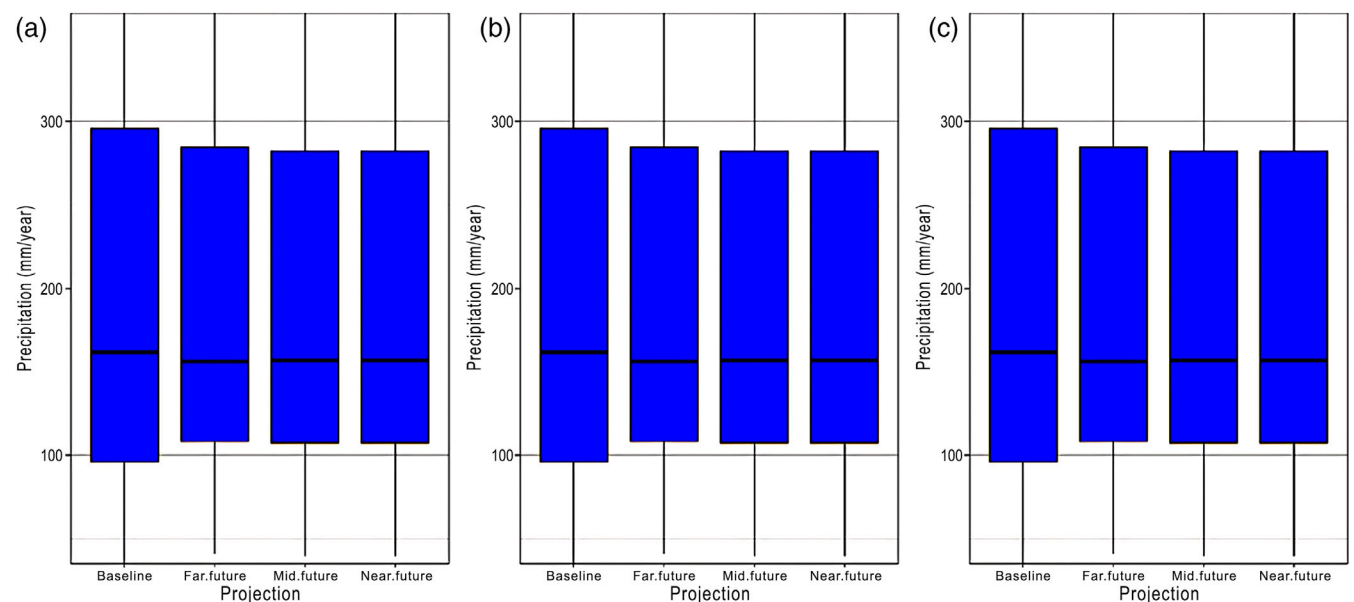 (a)
Precipitation (mm/year)
300
200
100
Baseline Far.future Mid.future Near.future
Projection
(b)
Precipitation (mm/year)
300
200
100
Baseline Far.future Mid.future Near.future
Projection
(c)
Precipitation (mm/year)
300
200
100
Baseline Far.future Mid.future Near.future
Projection